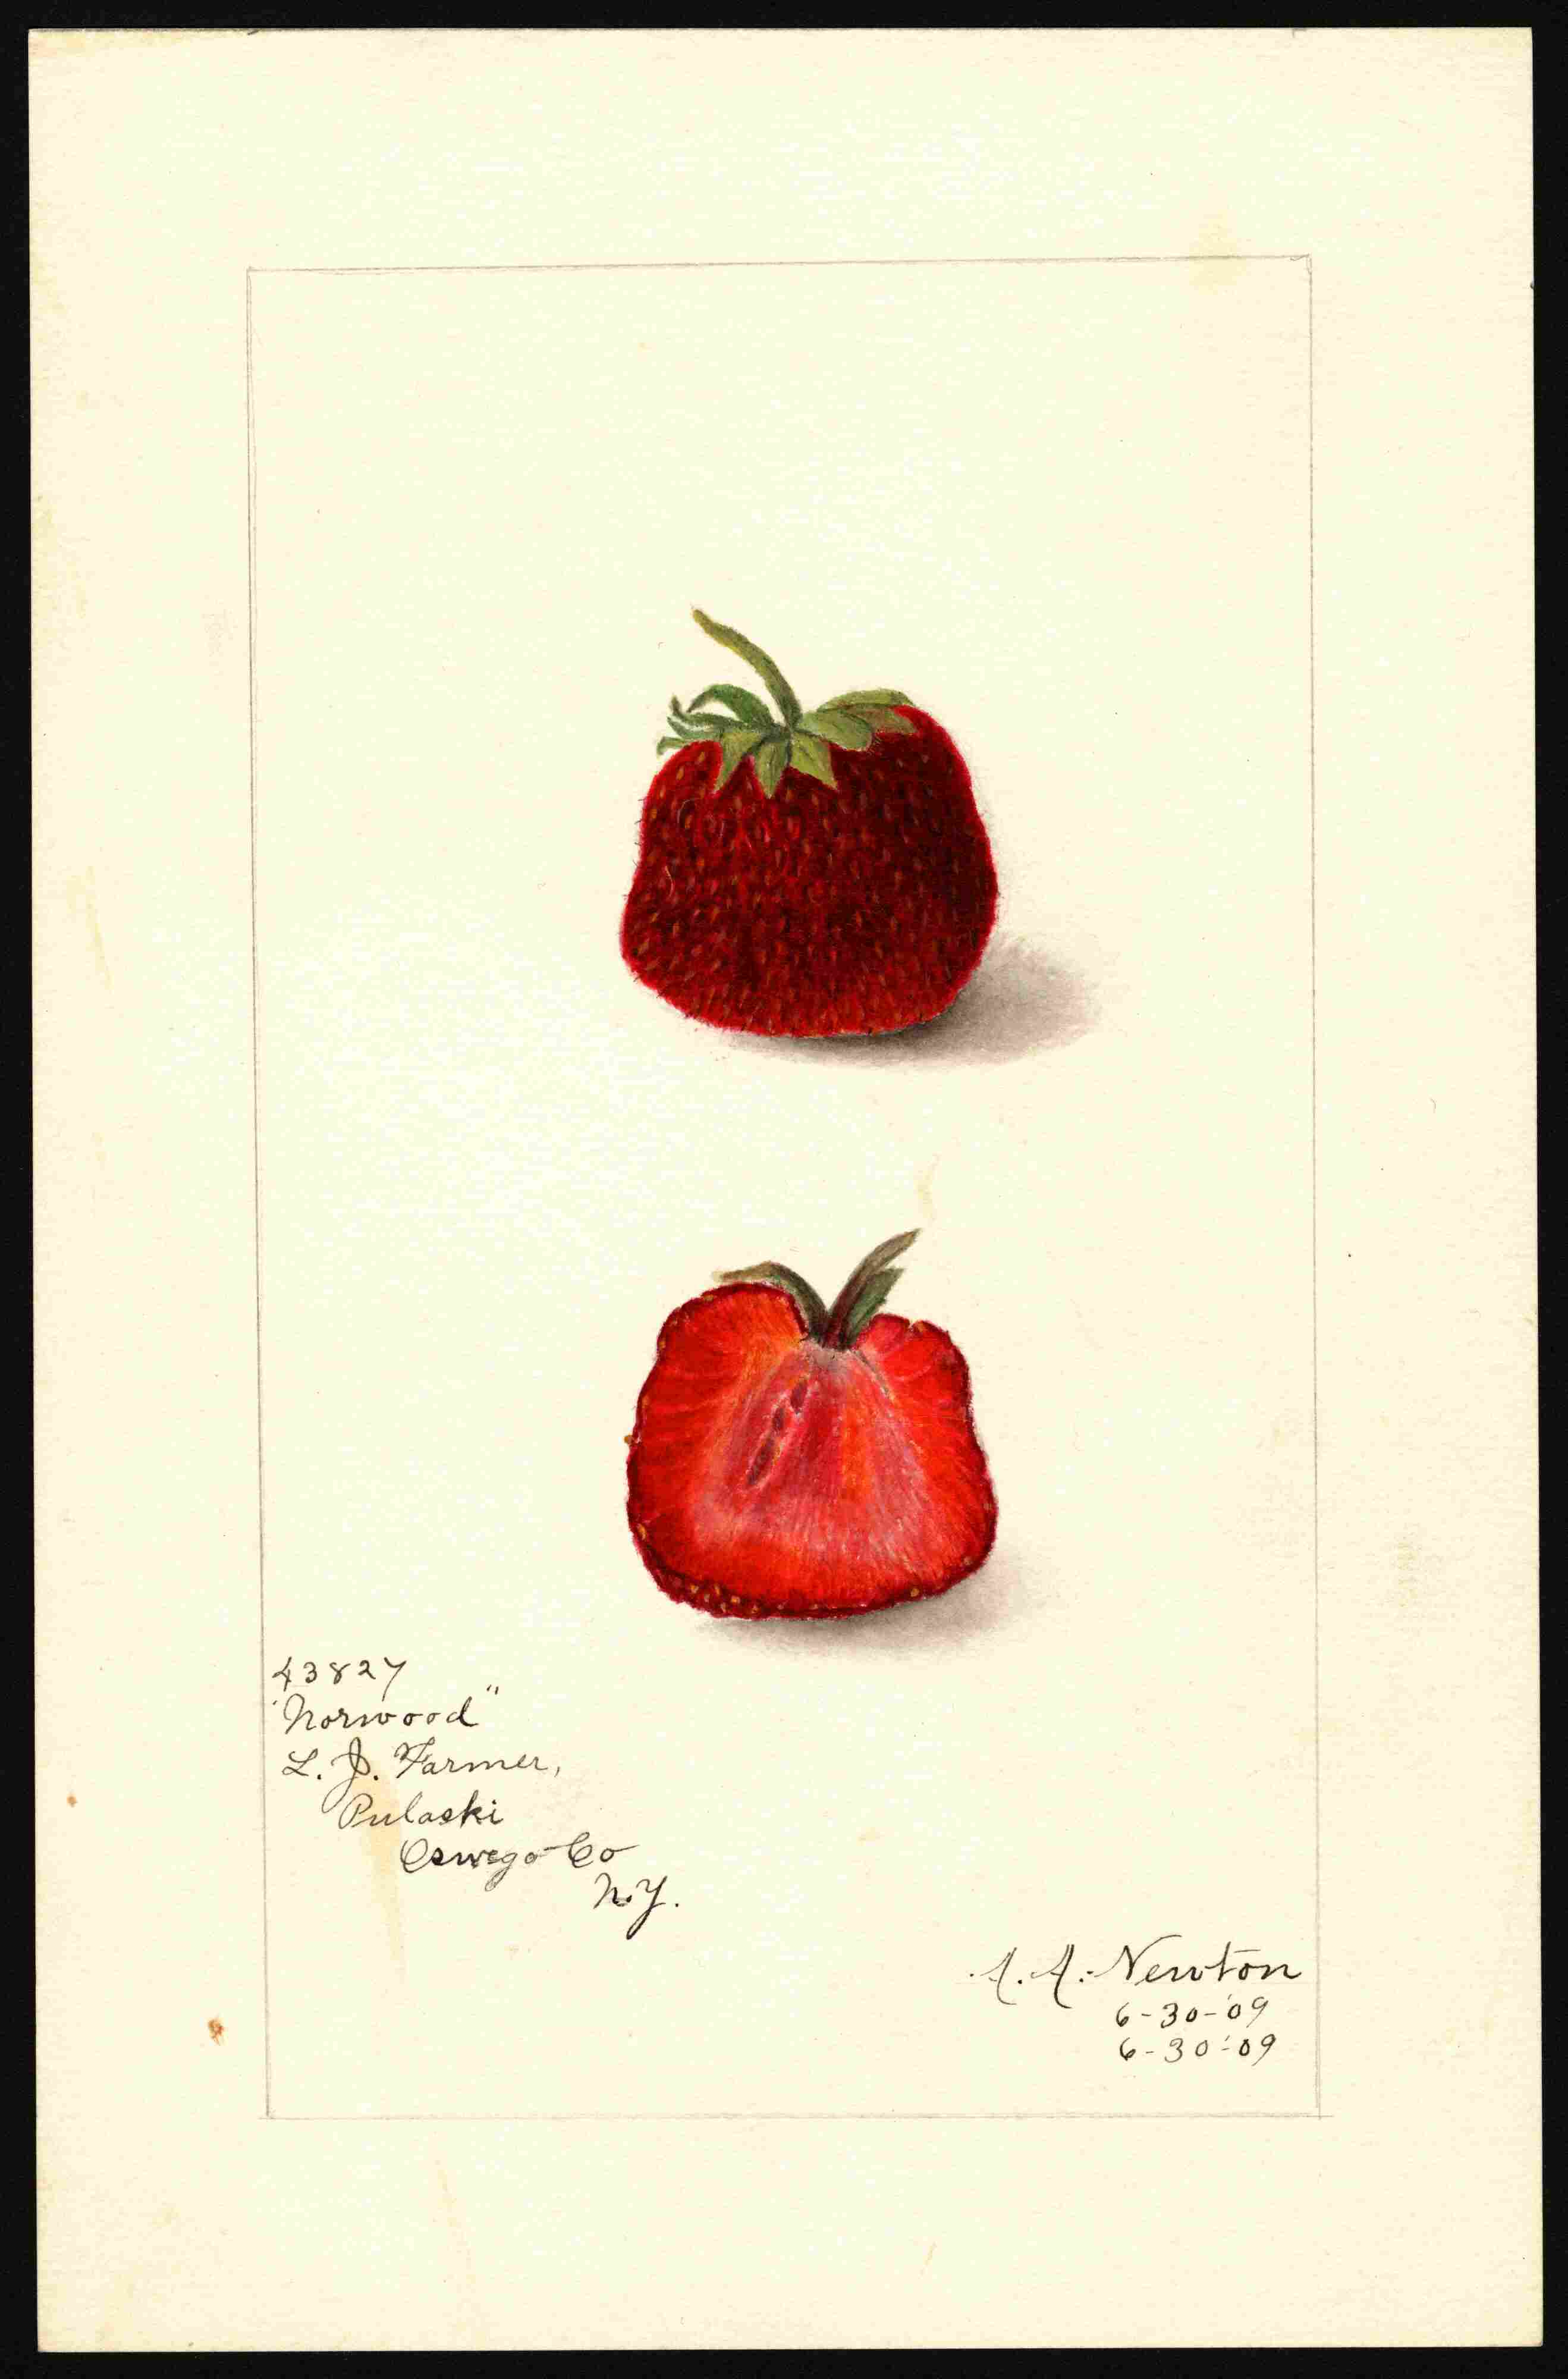 43827
"Norwood"
L. J. Farmer,
Pulaski
Oswego Co
N.Y.
A. A. Newton
6-30-'09
6-30-'09